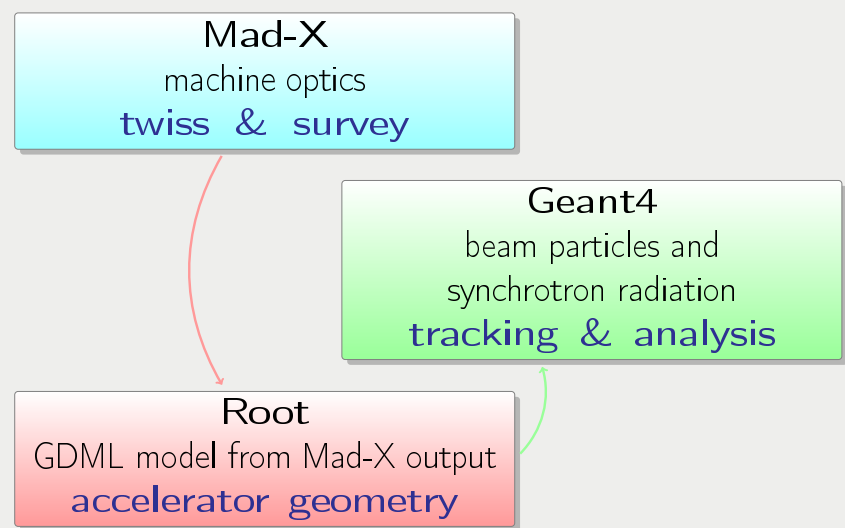 Mad-X
machine optics
twiss & survey
Geant4
beam particles and
synchrotron radiation
tracking & analysis
Root
GDML model from Mad-X output
accelerator geometry